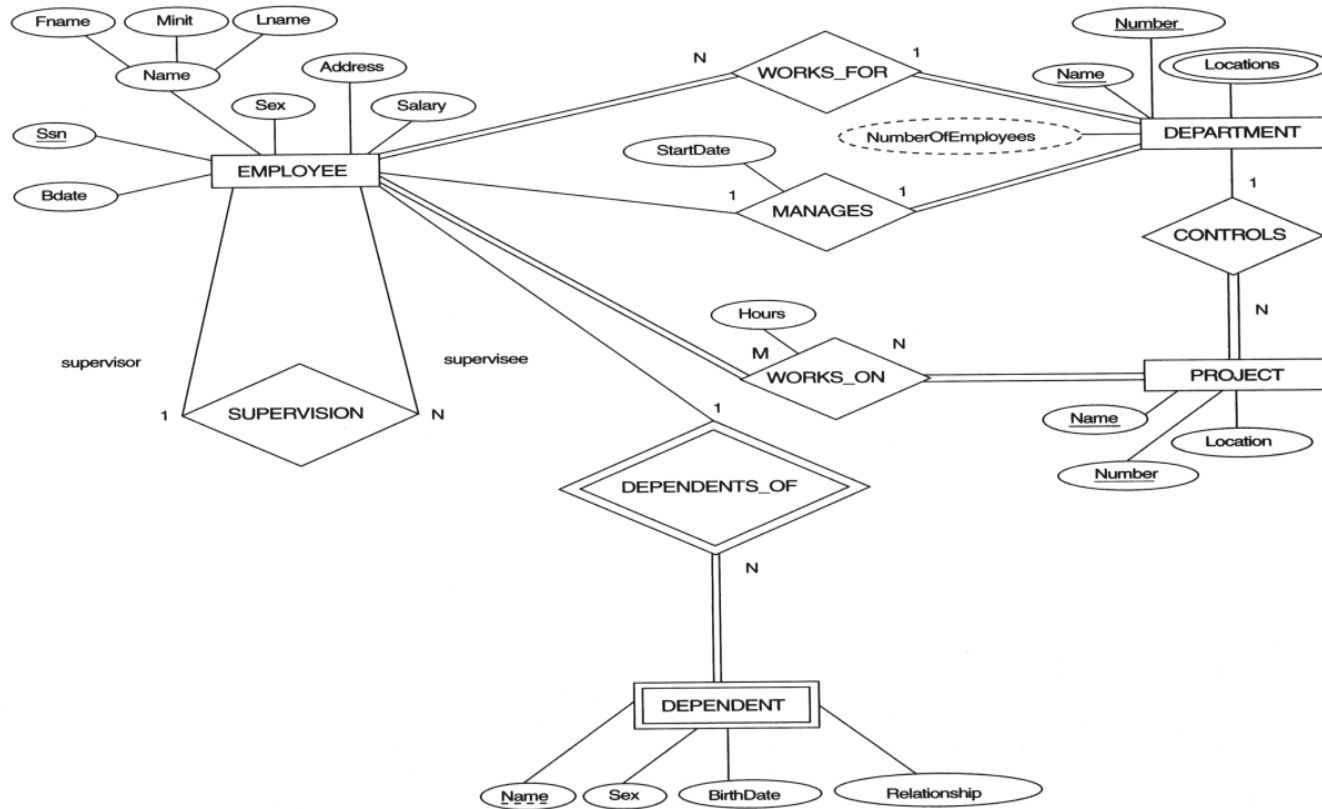 Fname
Minit
Lname
Name
Address
Sex
Salary
Ssn
Bdate
EMPLOYEE
N
WORKS_FOR
1
Number
Name
Locations
NumberOfEmployees
DEPARTMENT
StartDate
1
MANAGES
1
1
CONTROLS
N
supervisor
supervisee
1
SUPERVISION
N
Hours
M
WORKS_ON
N
PROJECT
Name
Number
Location
1
DEPENDENTS_OF
N
DEPENDENT
Name
Sex
BirthDate
Relationship